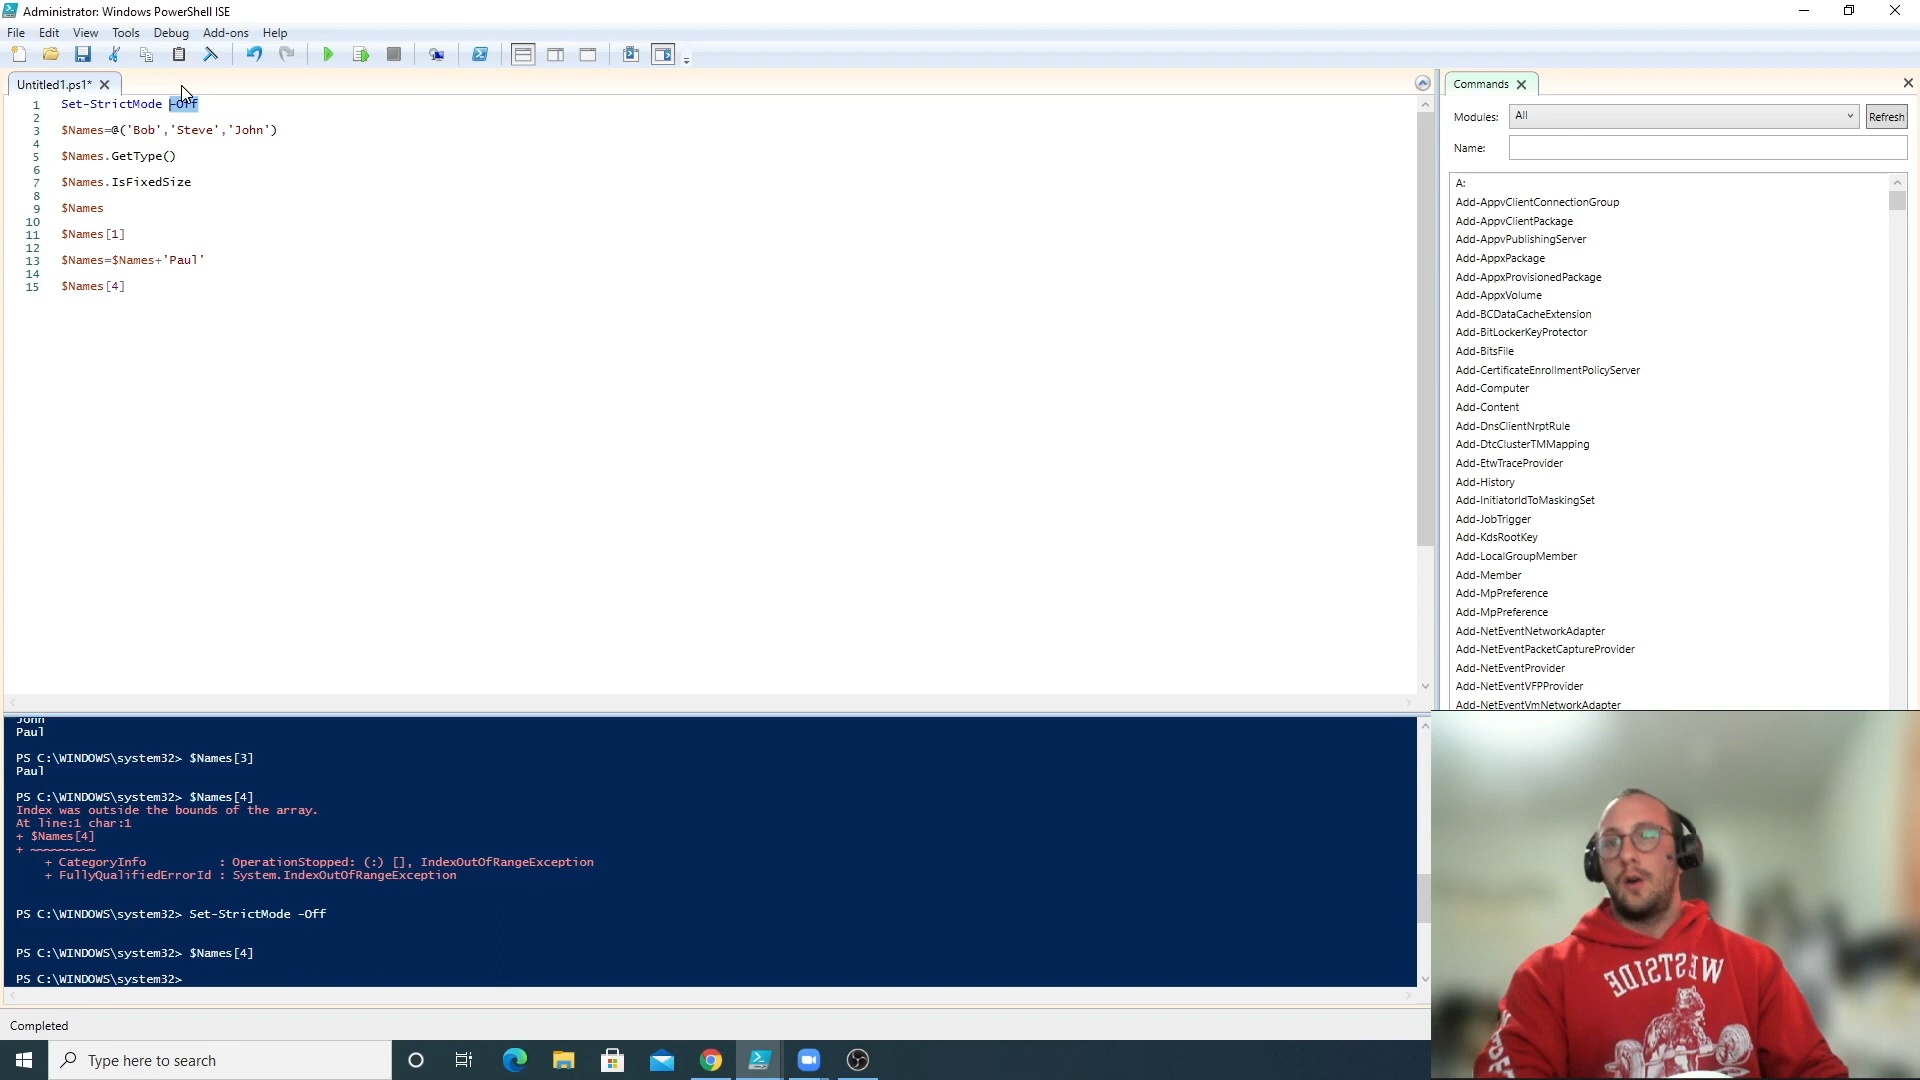 Administrator: Windows PowerShell ISE
File Edit View Tools Debug Add-ons Help
Untitled1.ps1*
1 Set-StrictMode -Off
2
3 $Names=@('Bob','Steve','John')
4
5 $Names.GetType()
6
7 $Names.IsFixedSize
8
9 $Names
10
11 $Names[1]
12
13 $Names=$Names+'Paul'
14
15 $Names[4]
Commands
Modules: All Refresh
Name:
A:
Add-AppvClientConnectionGroup
Add-AppvClientPackage
Add-AppvPublishingServer
Add-AppxPackage
Add-AppxProvisionedPackage
Add-AppxVolume
Add-BCDataCacheExtension
Add-BitLockerKeyProtector
Add-BitsFile
Add-CertificateEnrollmentPolicyServer
Add-Computer
Add-Content
Add-DnsClientNrptRule
Add-DtcClusterTMMapping
Add-EtwTraceProvider
Add-History
Add-InitiatorIdToMaskingSet
Add-JobTrigger
Add-KdsRootKey
Add-LocalGroupMember
Add-Member
Add-MpPreference
Add-MpPreference
Add-NetEventNetworkAdapter
Add-NetEventPacketCaptureProvider
Add-NetEventProvider
Add-NetEventVFPProvider
Add-NetEventVmNetworkAdapter
John
Paul
PS C:\WINDOWS\system32> $Names[3]
Paul
PS C:\WINDOWS\system32> $Names[4]
Index was outside the bounds of the array.
At line:1 char:1
+ $Names[4]
+ ~~~~~~~~~
+ CategoryInfo : OperationStopped: (:) [], IndexOutOfRangeException
+ FullyQualifiedErrorId : System.IndexOutOfRangeException
PS C:\WINDOWS\system32> Set-StrictMode -Off
PS C:\WINDOWS\system32> $Names[4]
PS C:\WINDOWS\system32>
Completed
Type here to search
WESTSIDE